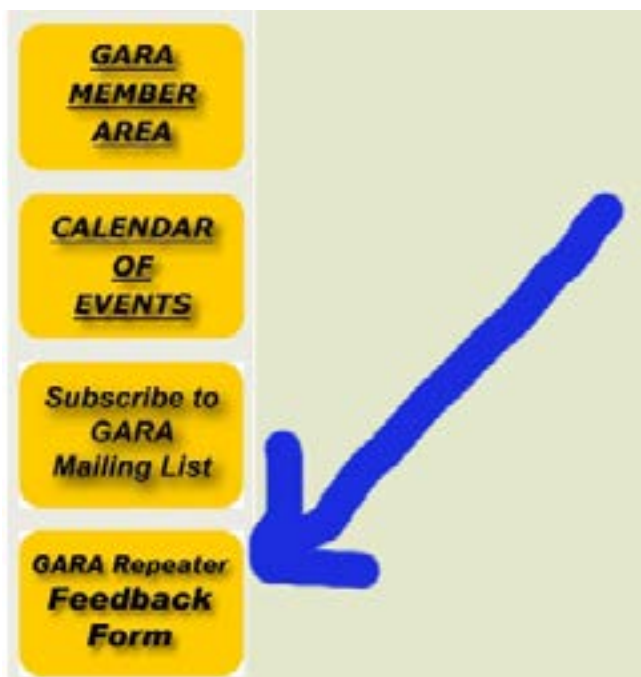 GARA
MEMBER
AREA
CALENDAR
OF
EVENTS
Subscribe to
GARA
Mailing List
GARA Repeater
Feedback
Form